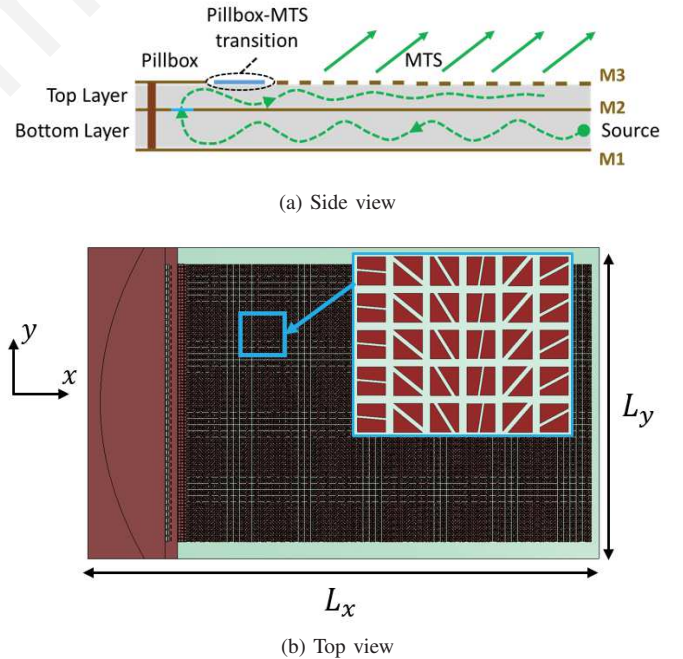 Pillbox-MTS
transition
Pillbox
MTS
M3
Top Layer
M2
Bottom Layer
Source
M1
(a) Side view
y
x
L_y
L_x
(b) Top view